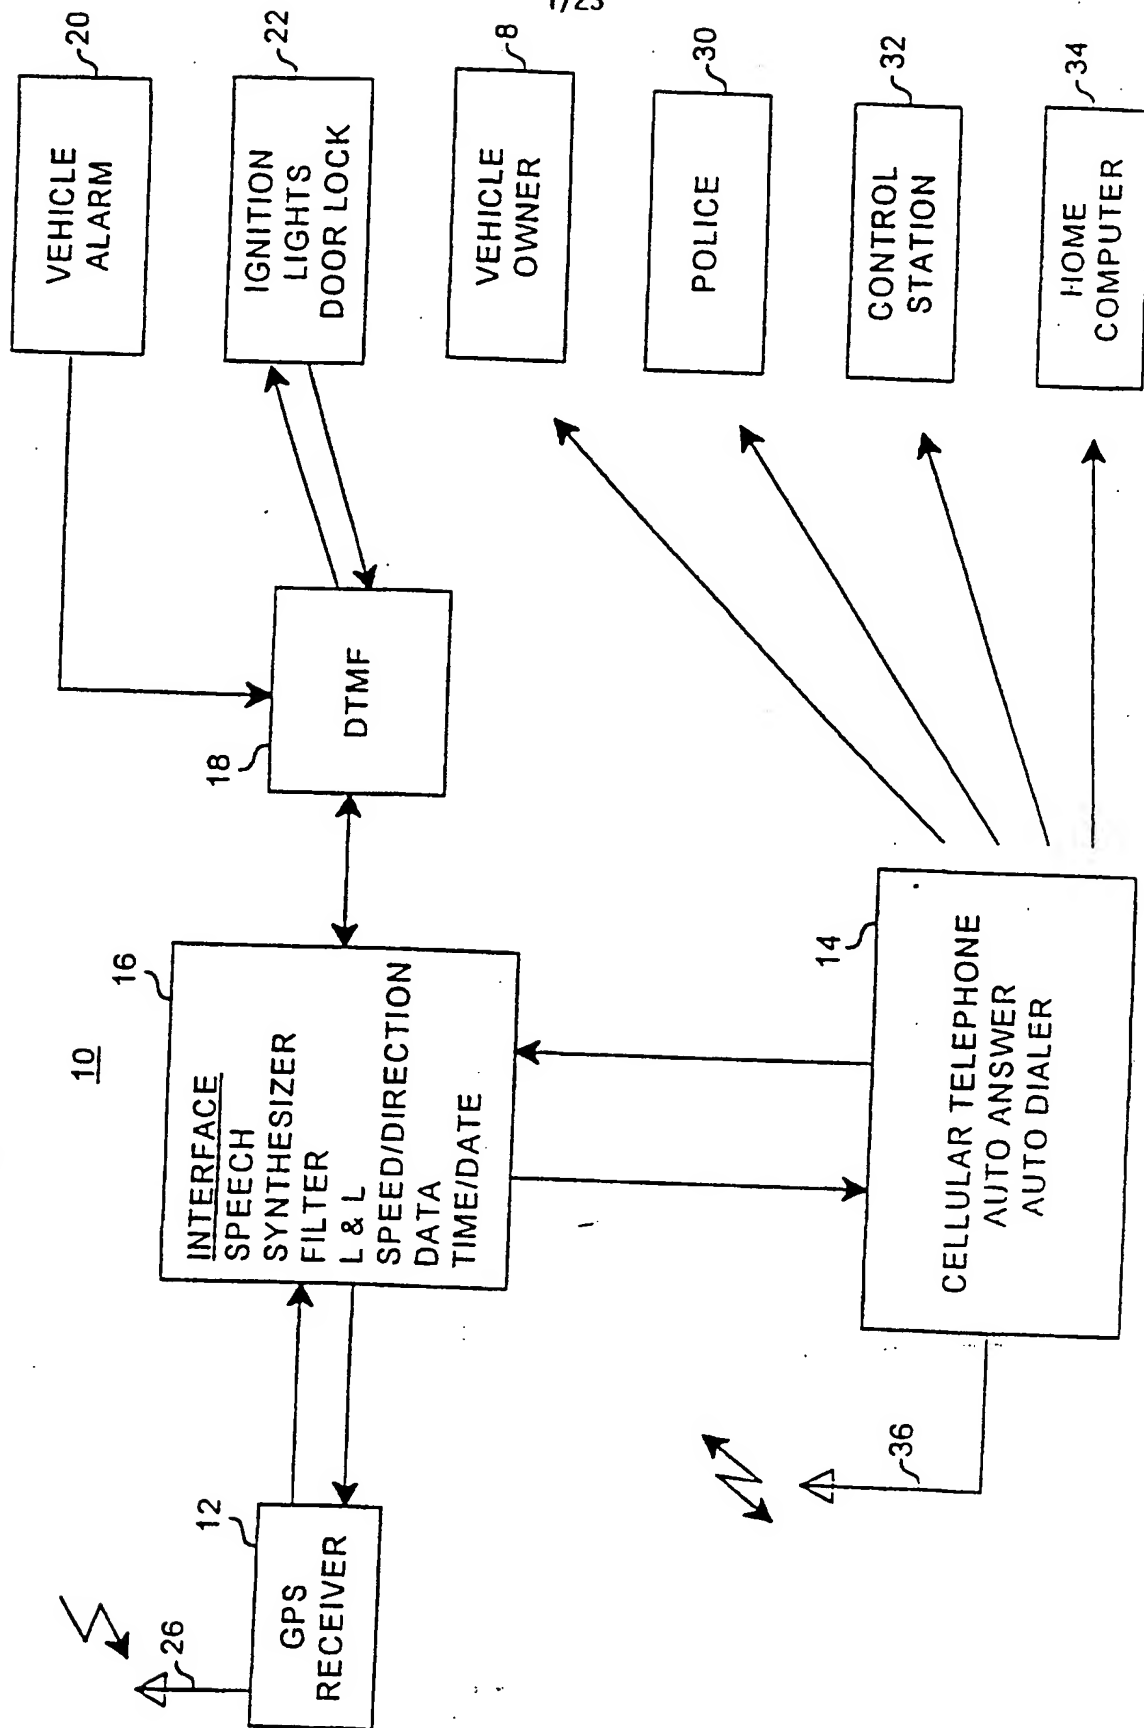 1/23
10
12
GPS
RECEIVER
26
16
INTERFACE
SPEECH
SYNTHESIZER
FILTER
L & L
SPEED/DIRECTION
DATA
TIME/DATE
18
DTMF
VEHICLE
ALARM
20
IGNITION
LIGHTS
DOOR LOCK
22
VEHICLE
OWNER
8
POLICE
30
CONTROL
STATION
32
HOME
COMPUTER
34
14
CELLULAR TELEPHONE
AUTO ANSWER
AUTO DIALER
36